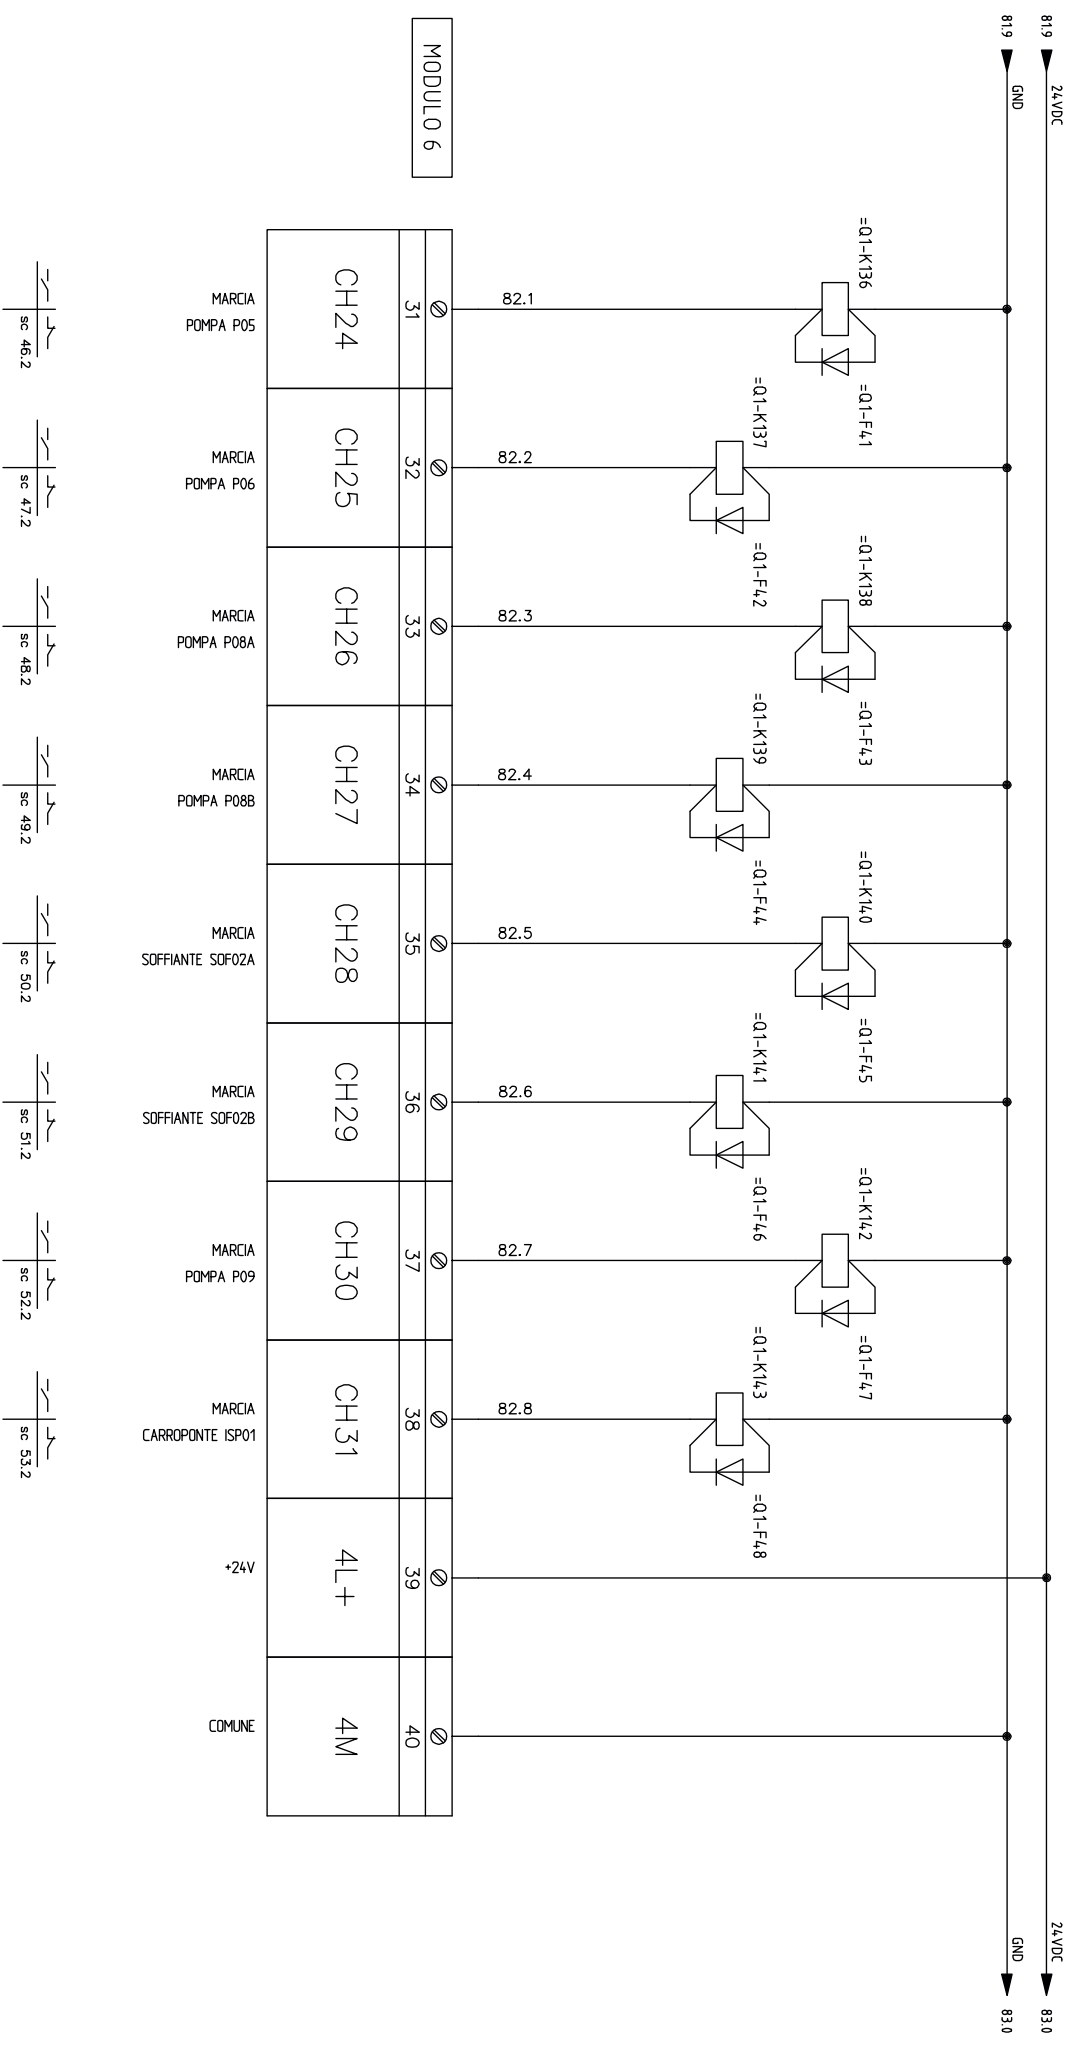 81.9
24VDC
24VDC
83.0
81.9
GND
GND
83.0
=Q1-K136
=Q1-F41
=Q1-K138
=Q1-F43
=Q1-K140
=Q1-F45
=Q1-K142
=Q1-F47
=Q1-K137
=Q1-F42
=Q1-K139
=Q1-F44
=Q1-K141
=Q1-F46
=Q1-K143
=Q1-F48
82.1
82.2
82.3
82.4
82.5
82.6
82.7
82.8
MODULO 6
31
32
33
34
35
36
37
38
39
40
CH24
CH25
CH26
CH27
CH28
CH29
CH30
CH31
4L+
4M
MARCIA
POMPA P05
MARCIA
POMPA P06
MARCIA
POMPA P08A
MARCIA
POMPA P08B
MARCIA
SOFFIANTE SOF02A
MARCIA
SOFFIANTE SOF02B
MARCIA
POMPA P09
MARCIA
CARROPONTE ISP01
+24V
COMUNE
sc 46.2
sc 47.2
sc 48.2
sc 49.2
sc 50.2
sc 51.2
sc 52.2
sc 53.2